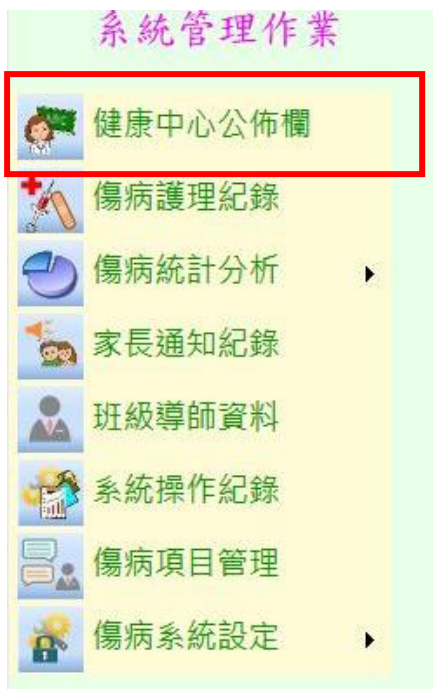 系統管理作業
健康中心公佈欄
傷病護理紀錄
傷病統計分析
家長通知紀錄
班級導師資料
系統操作紀錄
傷病項目管理
傷病系統設定